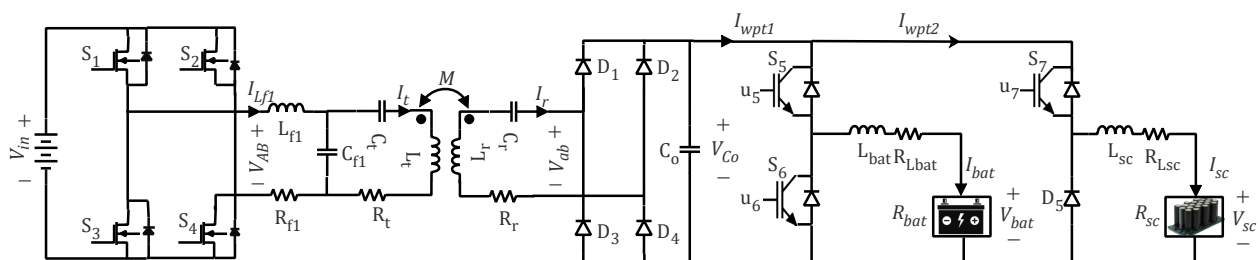 I_wpt1
I_wpt2
S_1
S_2
S_5
S_7
M
D_1
D_2
I_Lf1
I_t
I_r
u_5
u_7
L_f1
C_t
C_r
V_in
+
−
V_AB
+
−
C_f1
L_t
L_r
V_ab
+
−
C_o
+
V_Co
−
L_bat
R_Lbat
L_sc
R_Lsc
I_bat
I_sc
S_6
u_6
S_3
S_4
R_f1
R_t
R_r
D_3
D_4
R_bat
+
V_bat
−
D_5
R_sc
+
V_sc
−